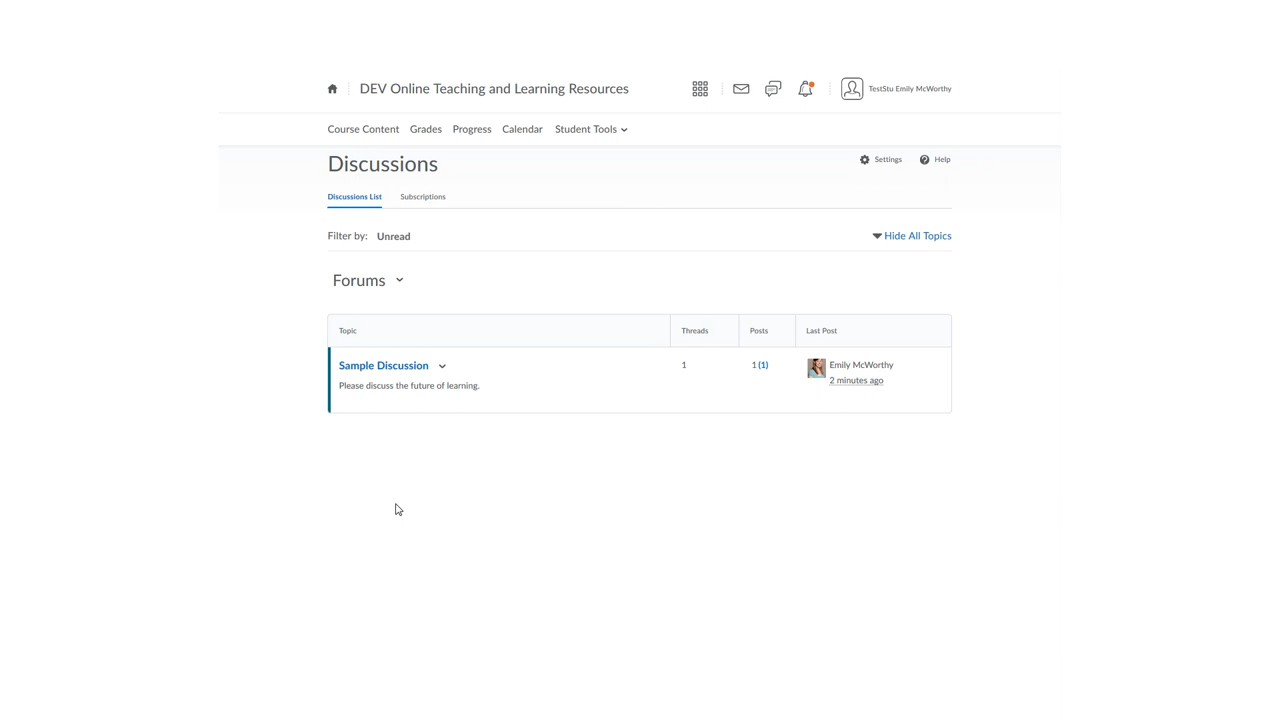 DEV Online Teaching and Learning Resources
TestStu Emily McWorthy
Course Content Grades Progress Calendar Student Tools
Discussions
Settings Help
Discussions List Subscriptions
Filter by: Unread
Hide All Topics
Forums
Topic Threads Posts Last Post
Sample Discussion 1 1 (1) Emily McWorthy
2 minutes ago
Please discuss the future of learning.